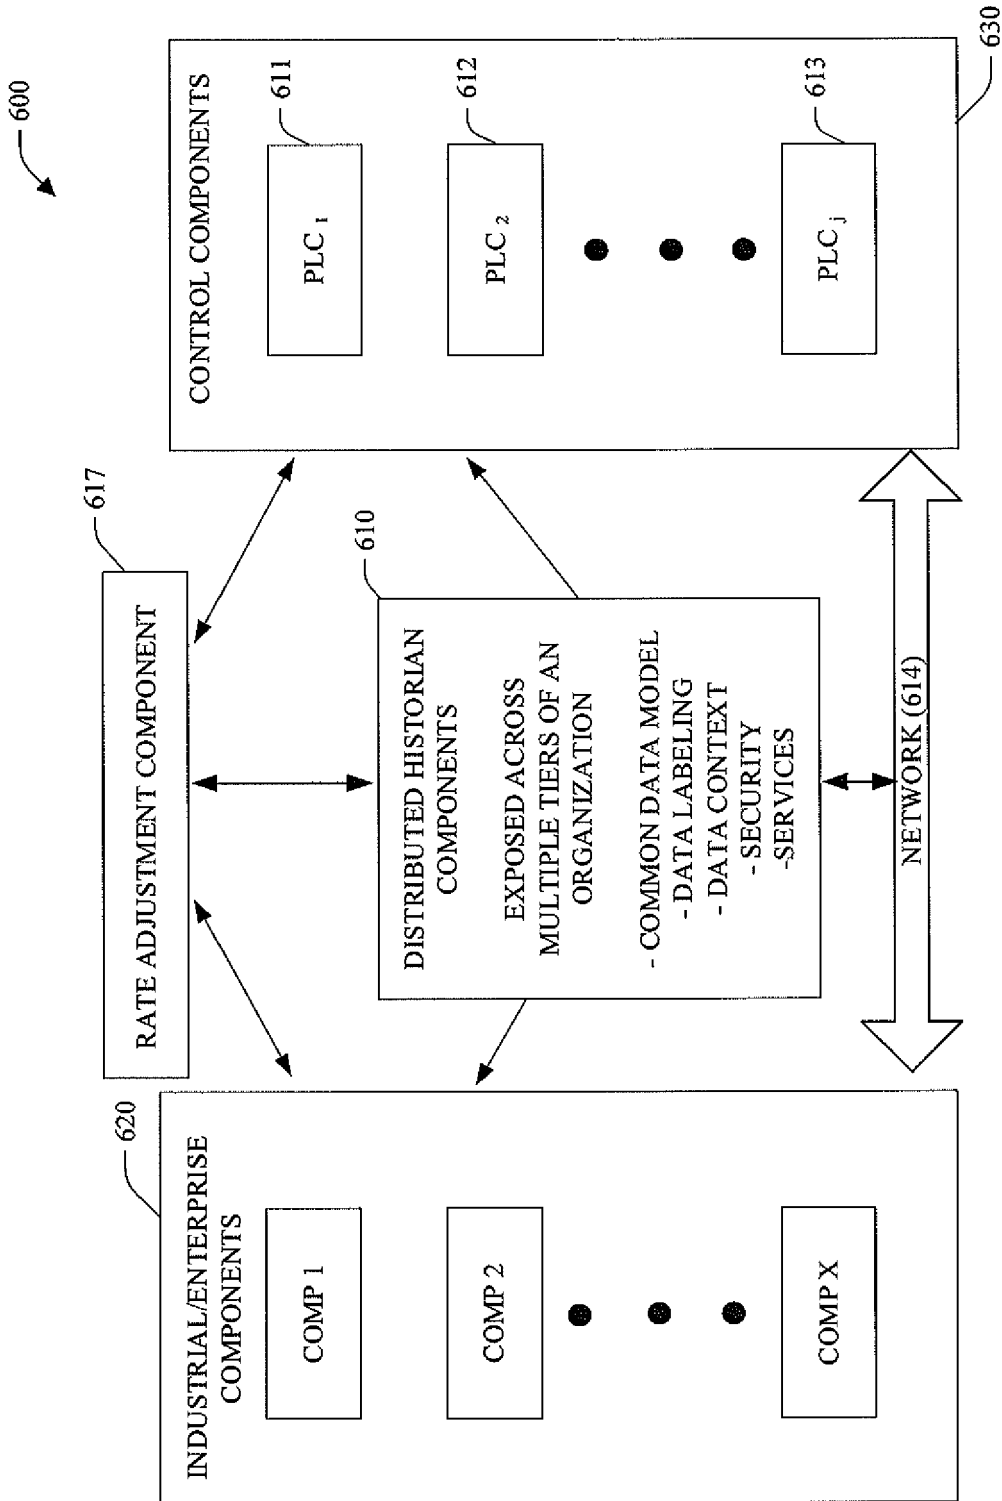 600
617
RATE ADJUSTMENT COMPONENT
620
INDUSTRIAL/ENTERPRISE
COMPONENTS
COMP 1
COMP 2
COMP X
610
DISTRIBUTED HISTORIAN
COMPONENTS
EXPOSED ACROSS
MULTIPLE TIERS OF AN
ORGANIZATION
- COMMON DATA MODEL
- DATA LABELING
- DATA CONTEXT
- SECURITY
-SERVICES
CONTROL COMPONENTS
PLC 1
611
PLC 2
612
PLC j
613
630
NETWORK (614)